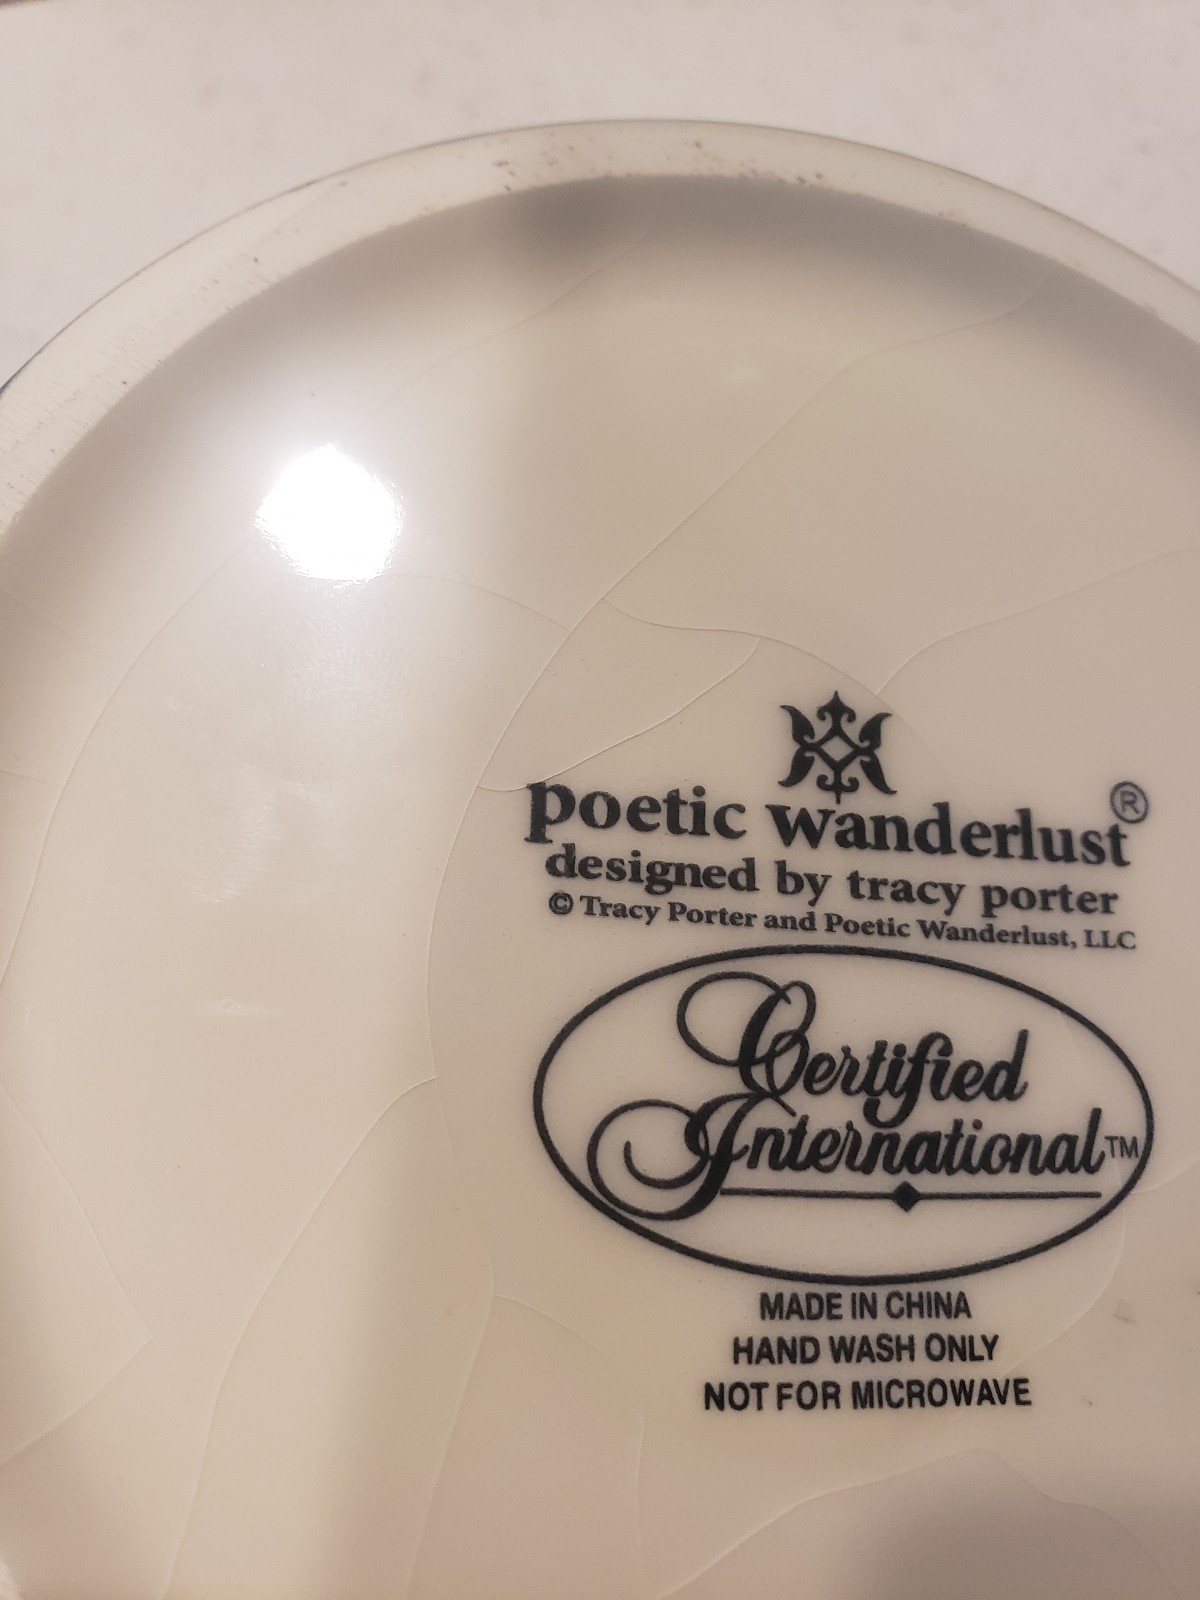 poetic wanderlust®
designed by tracy porter
© Tracy Porter and Poetic Wanderlust, LLC
Certified
International™
MADE IN CHINA
HAND WASH ONLY
NOT FOR MICROWAVE